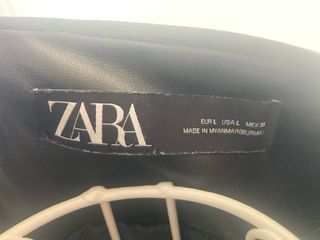 ZARA
EUR L USA L MEX 30
MADE IN MYANMAR(BURMA)